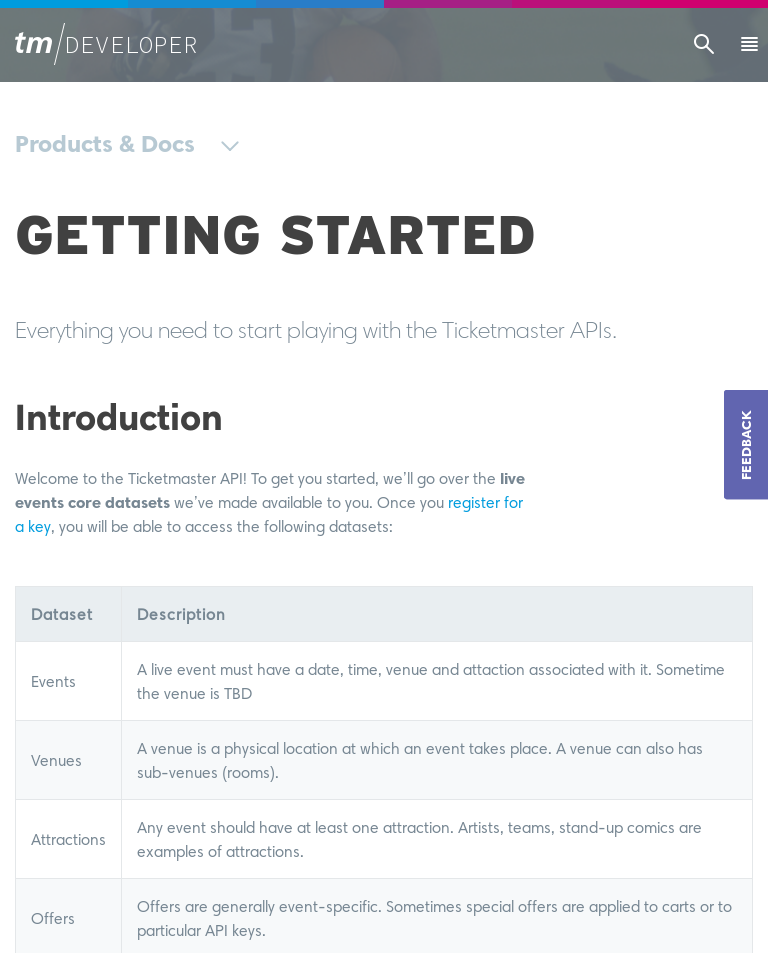 tm/DEVELOPER
Products & Docs
GETTING STARTED
Everything you need to start playing with the Ticketmaster APIs.
Introduction
FEEDBACK
Welcome to the Ticketmaster API! To get you started, we’ll go over the live
events core datasets we’ve made available to you. Once you register for
a key, you will be able to access the following datasets:
Dataset Description
Events
A live event must have a date, time, venue and attaction associated with it. Sometime
the venue is TBD
Venues
A venue is a physical location at which an event takes place. A venue can also has
sub-venues (rooms).
Attractions
Any event should have at least one attraction. Artists, teams, stand-up comics are
examples of attractions.
Offers
Offers are generally event-specific. Sometimes special offers are applied to carts or to
particular API keys.